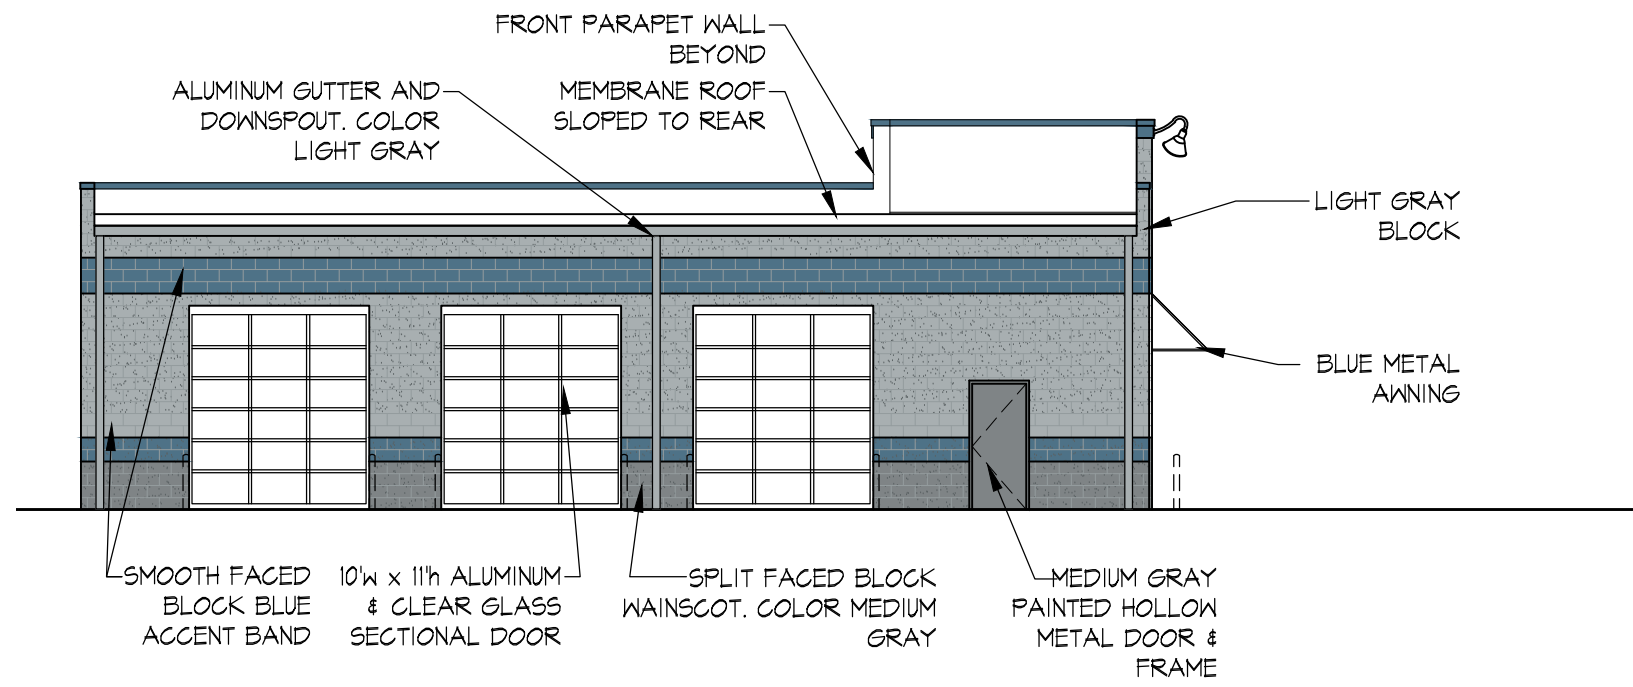 FRONT PARAPET WALL
BEYOND
ALUMINUM GUTTER AND
DOWNSPOUT. COLOR
LIGHT GRAY
MEMBRANE ROOF
SLOPED TO REAR
LIGHT GRAY
BLOCK
BLUE METAL
AWNING
SMOOTH FACED
BLOCK BLUE
ACCENT BAND
10'w x 11'h ALUMINUM
& CLEAR GLASS
SECTIONAL DOOR
SPLIT FACED BLOCK
WAINSCOT. COLOR MEDIUM
GRAY
MEDIUM GRAY
PAINTED HOLLOW
METAL DOOR &
FRAME